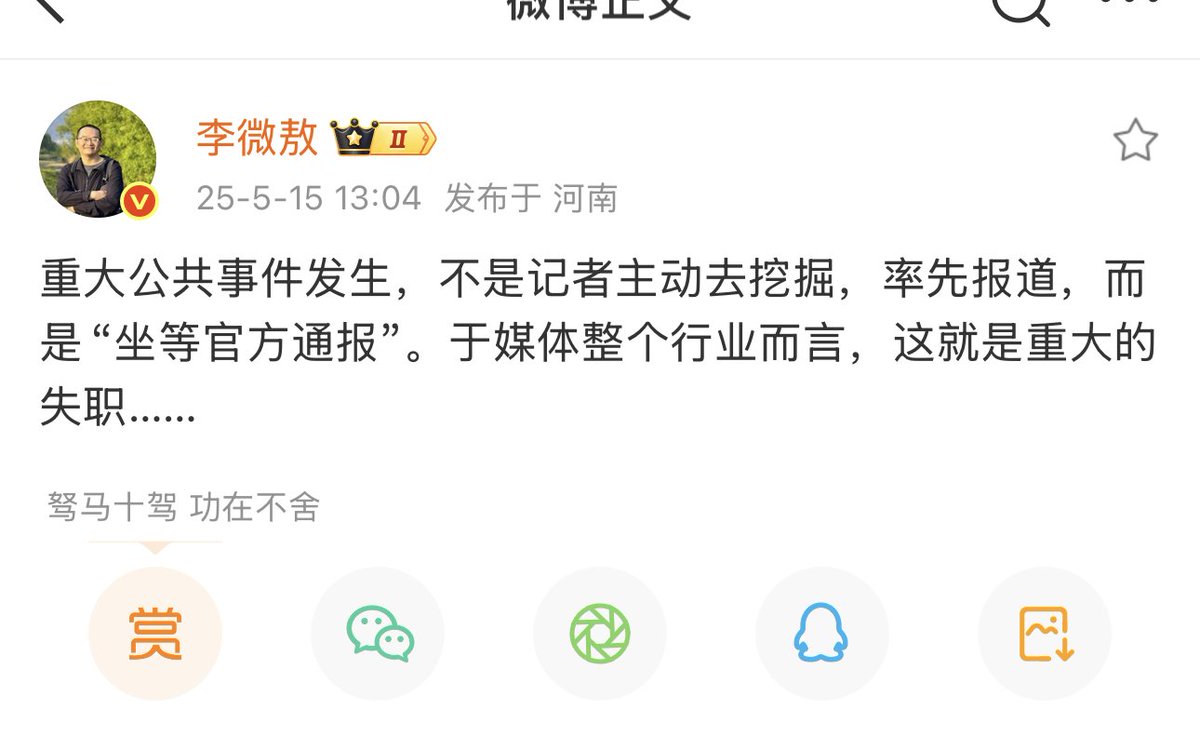 微博正文
李微敖 II
25-5-15 13:04 发布于 河南
重大公共事件发生，不是记者主动去挖掘，率先报道，而
是“坐等官方通报”。于媒体整个行业而言，这就是重大的
失职……
驽马十驾 功在不舍
赏